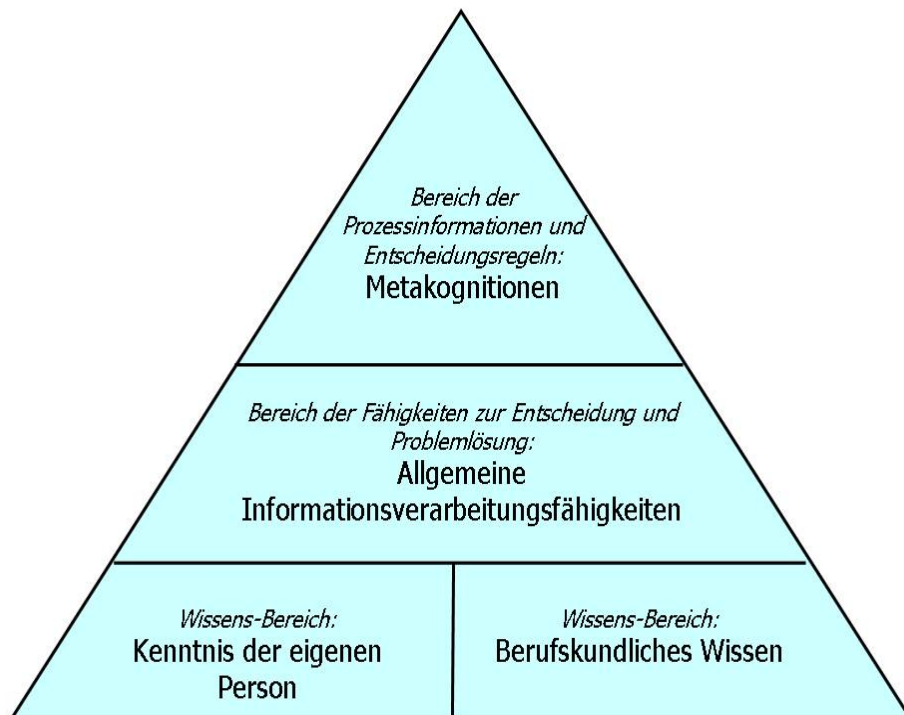 Bereich der
Prozessinformationen und
Entscheidungsregeln:
Metakognitionen
Bereich der Fähigkeiten zur Entscheidung und
Problemlösung:
Allgemeine
Informationsverarbeitungsfähigkeiten
Wissens-Bereich:
Kenntnis der eigenen
Person
Wissens-Bereich:
Berufskundliches Wissen